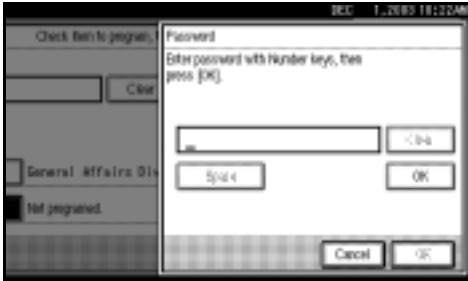 DEC 1,2003 10:22AM
Check item to program,
Password
Enter password with Number keys, then
press [OK].
Clear
Clear
General Affairs Div
Space
OK
Not programed.
Cancel
OK